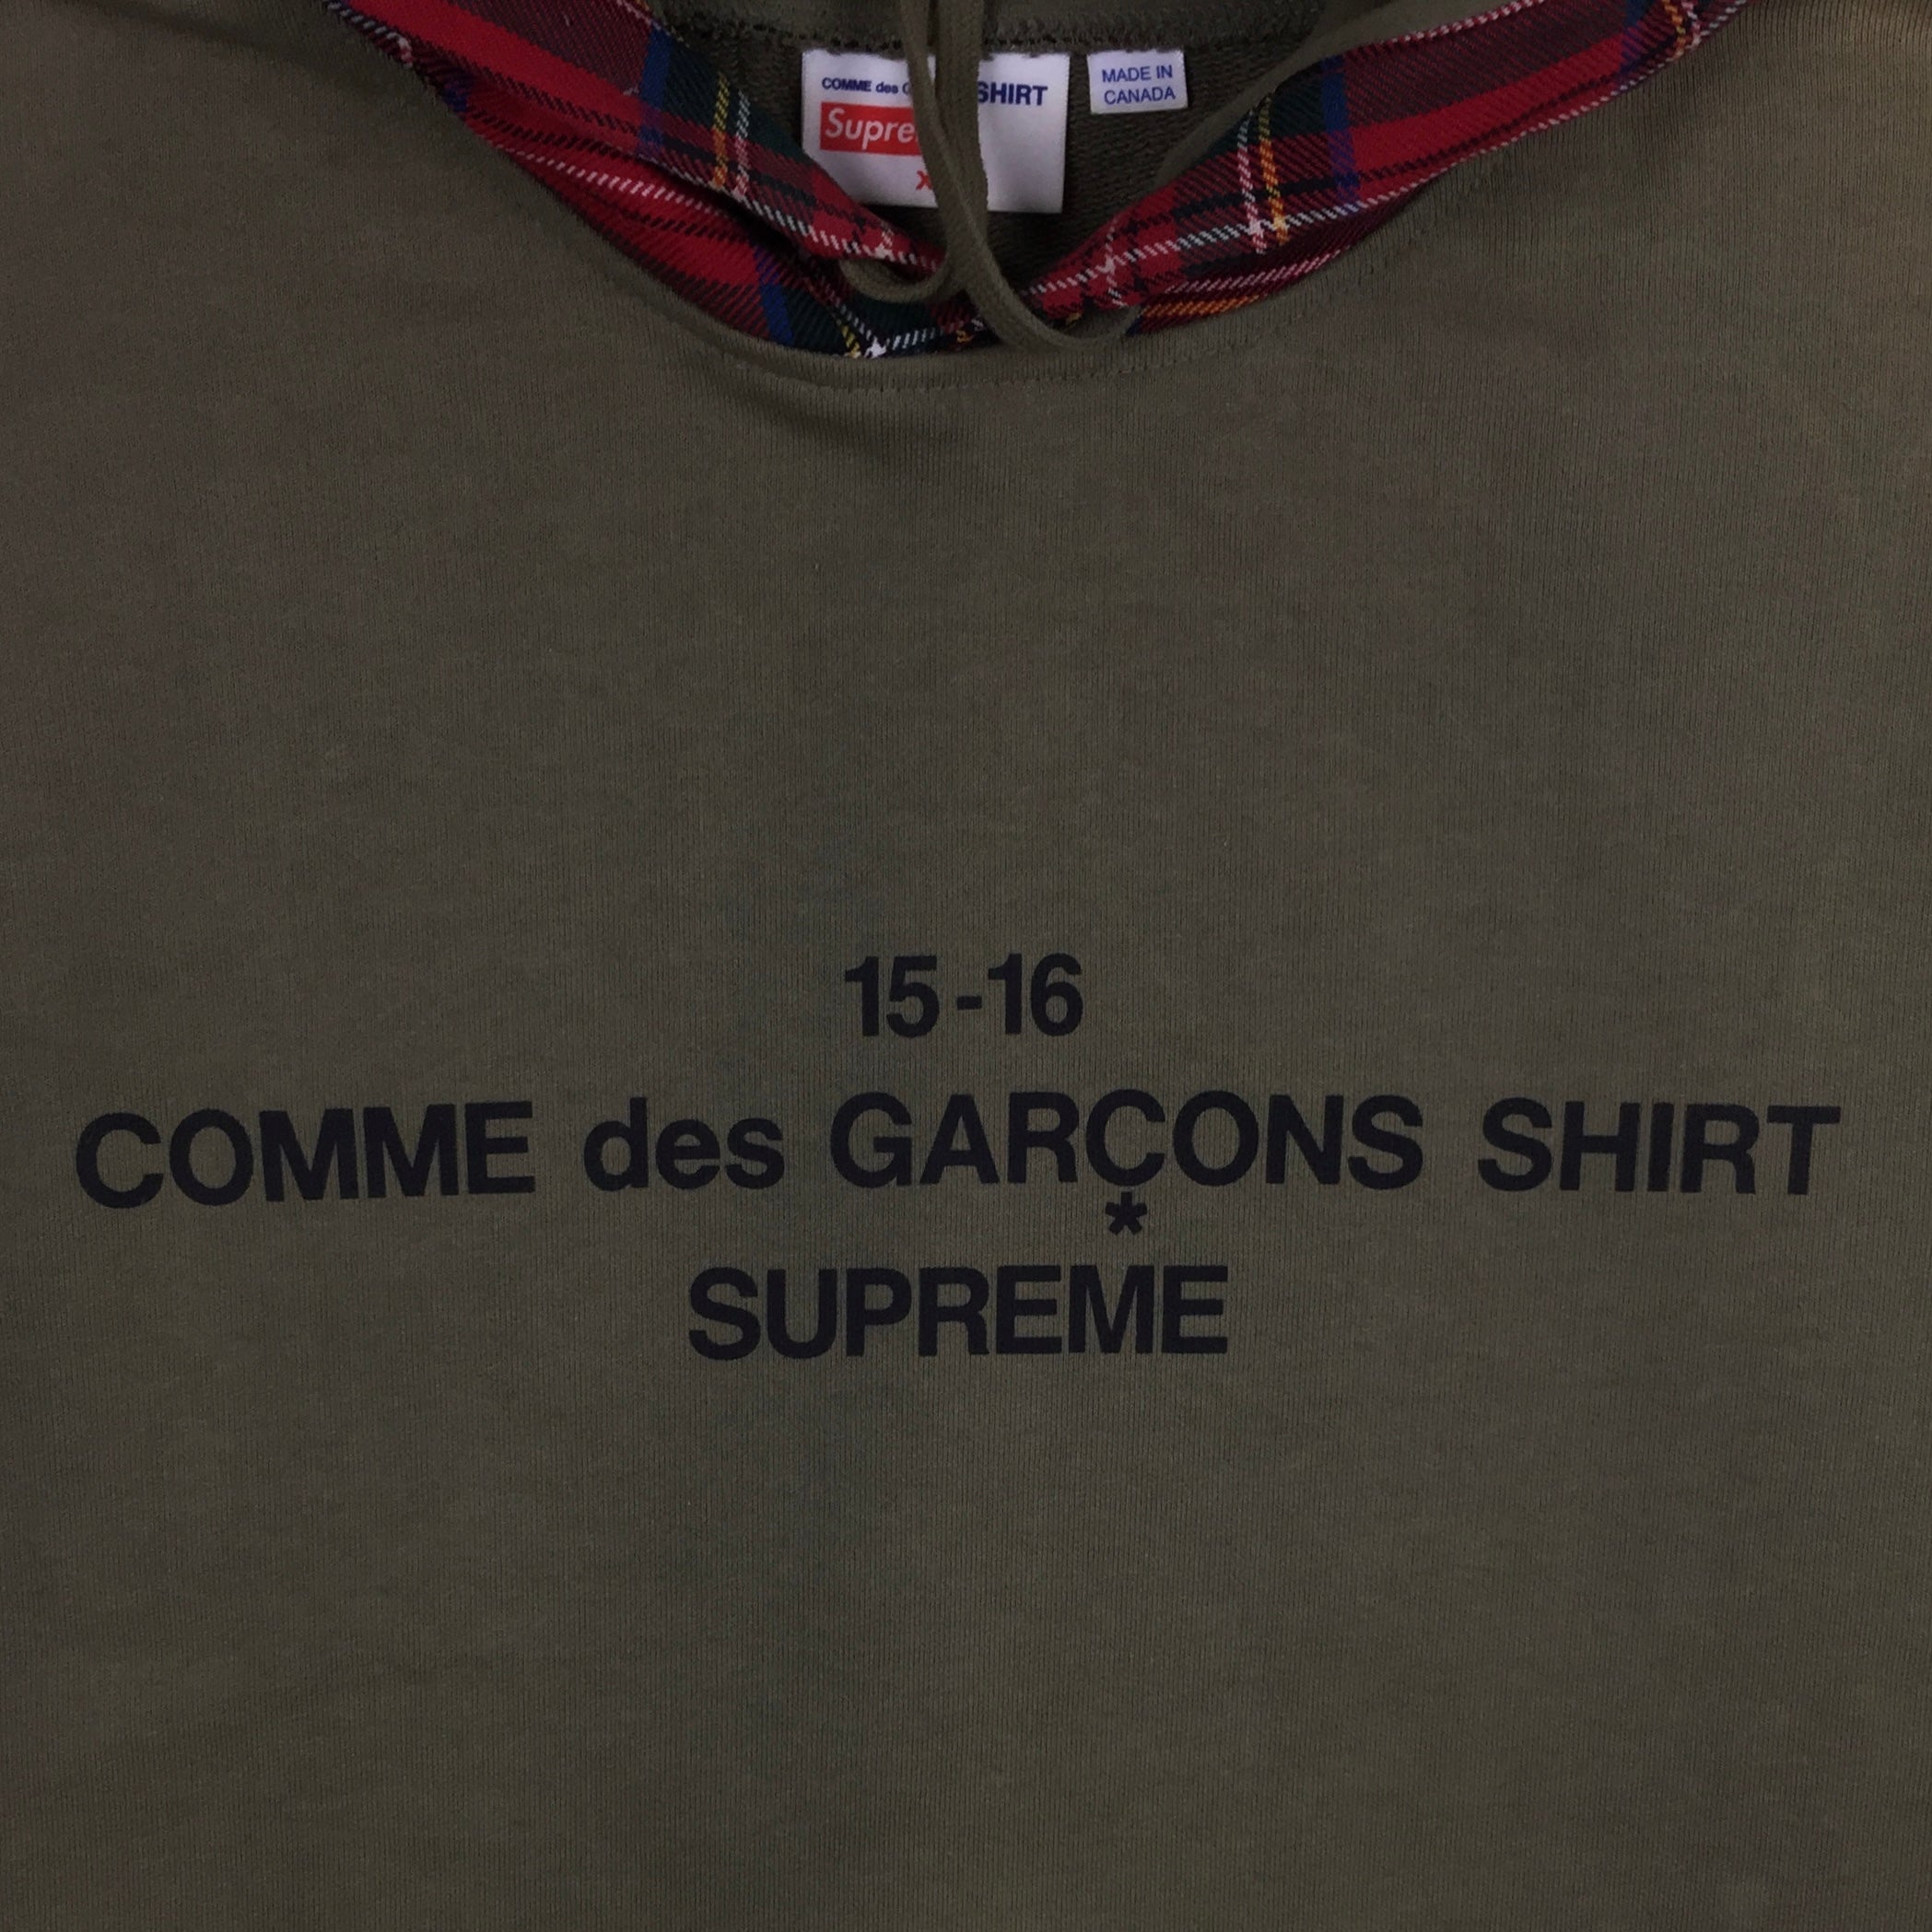 COMME des SHIRT
Supre
MADE IN
CANADA
15-16
COMME des GARÇONS SHIRT
*
SUPREME